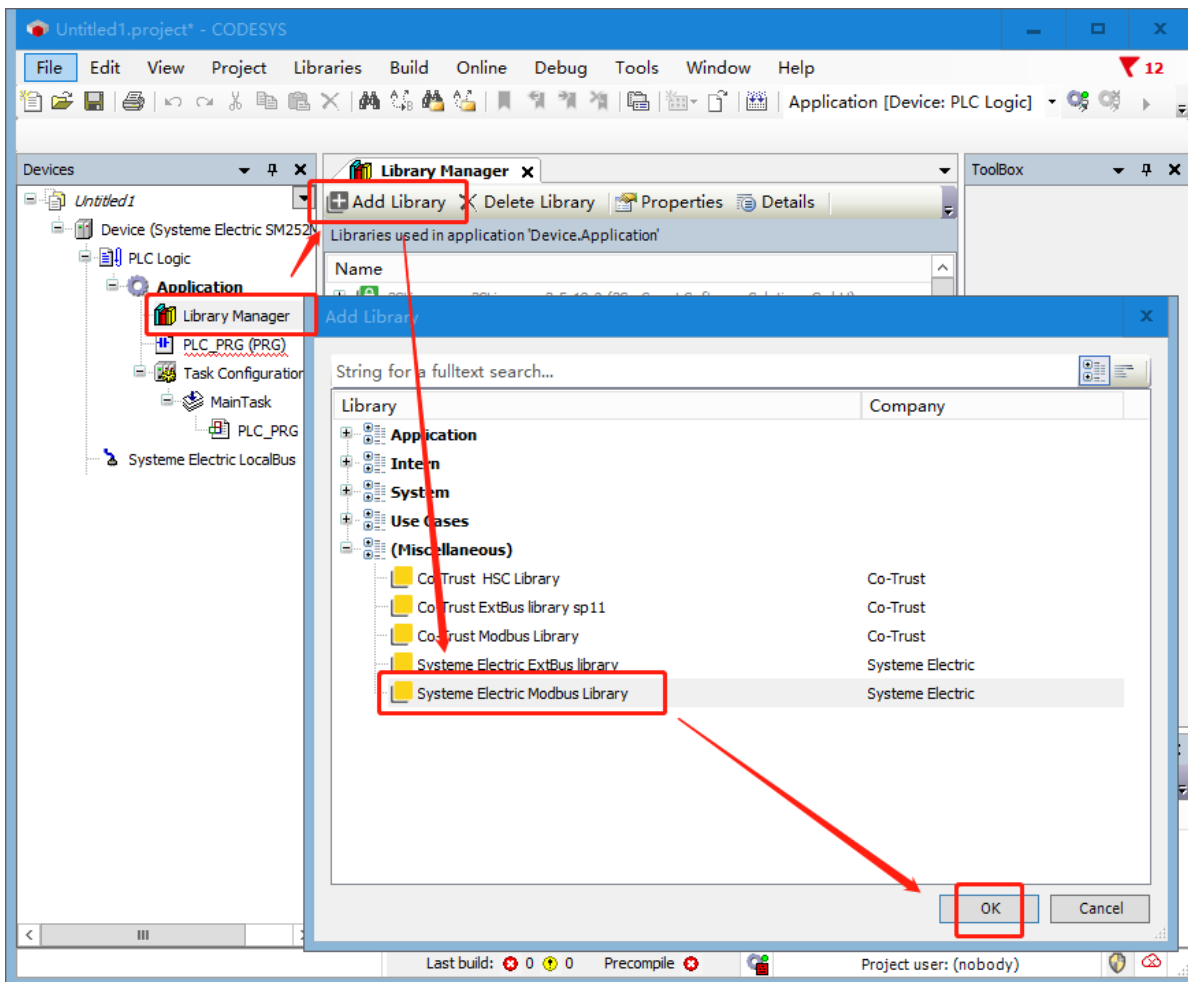 Untitled1.project* - CODESYS
File Edit View Project Libraries Build Online Debug Tools Window Help
12
Application [Device: PLC Logic]
Devices
Library Manager
ToolBox
Untitled1
Add Library Delete Library Properties Details
Device (Systeme Electric SM252
Libraries used in application 'Device.Application'
PLC Logic
Name
Application
Library Manager
Add Library
PLC_PRG (PRG)
String for a fulltext search...
Task Configuration
Library Company
MainTask
Application
PLC_PRG
Intern
Systeme Electric LocalBus
System
Use Cases
(Miscellaneous)
Co-Trust HSC Library Co-Trust
Co-Trust ExtBus library sp11 Co-Trust
Co-Trust Modbus Library Co-Trust
Systeme Electric ExtBus library Systeme Electric
Systeme Electric Modbus Library Systeme Electric
OK Cancel
Last build: 0 0 Precompile Project user: (nobody)